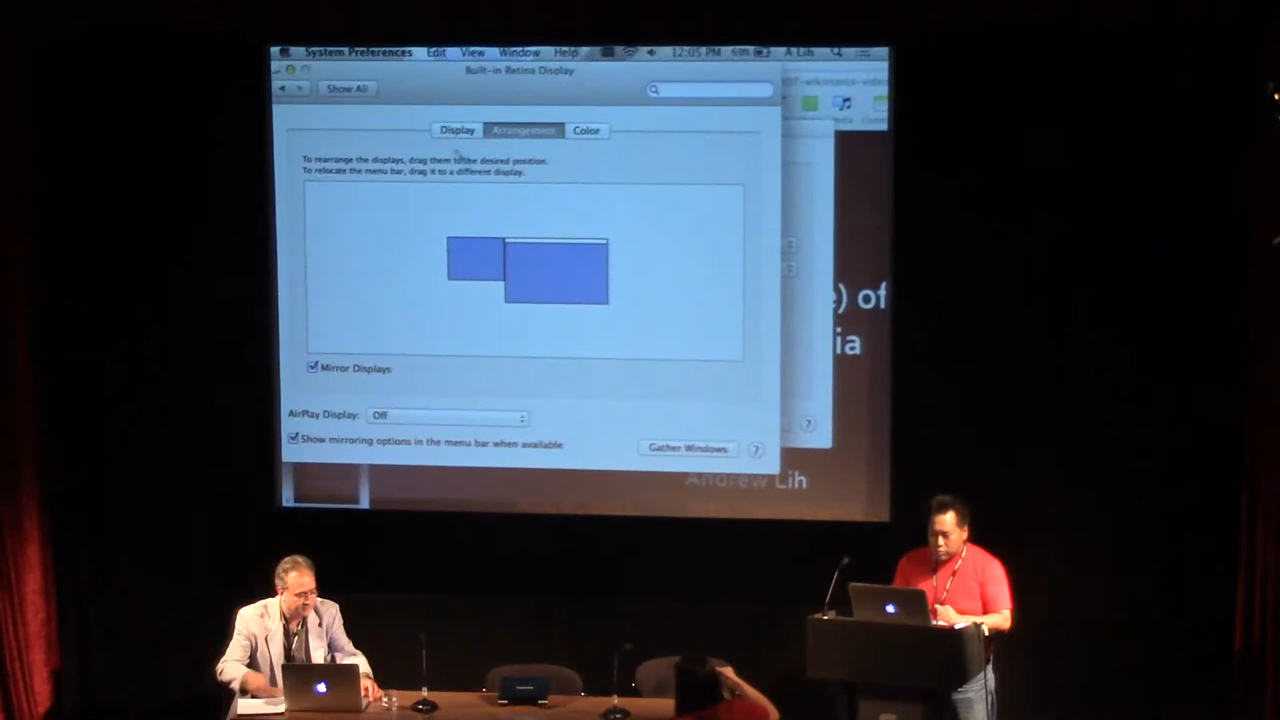 System Preferences Edit View Window Help 12:05 PM 69% A Lih
Built-in Retina Display
Show All
Display Arrangement Color
To rearrange the displays, drag them to the desired position.
To relocate the menu bar, drag it to a different display.
e) of
ia
Mirror Displays
AirPlay Display: Off
Show mirroring options in the menu bar when available
Gather Windows ?
?
Andrew Lih